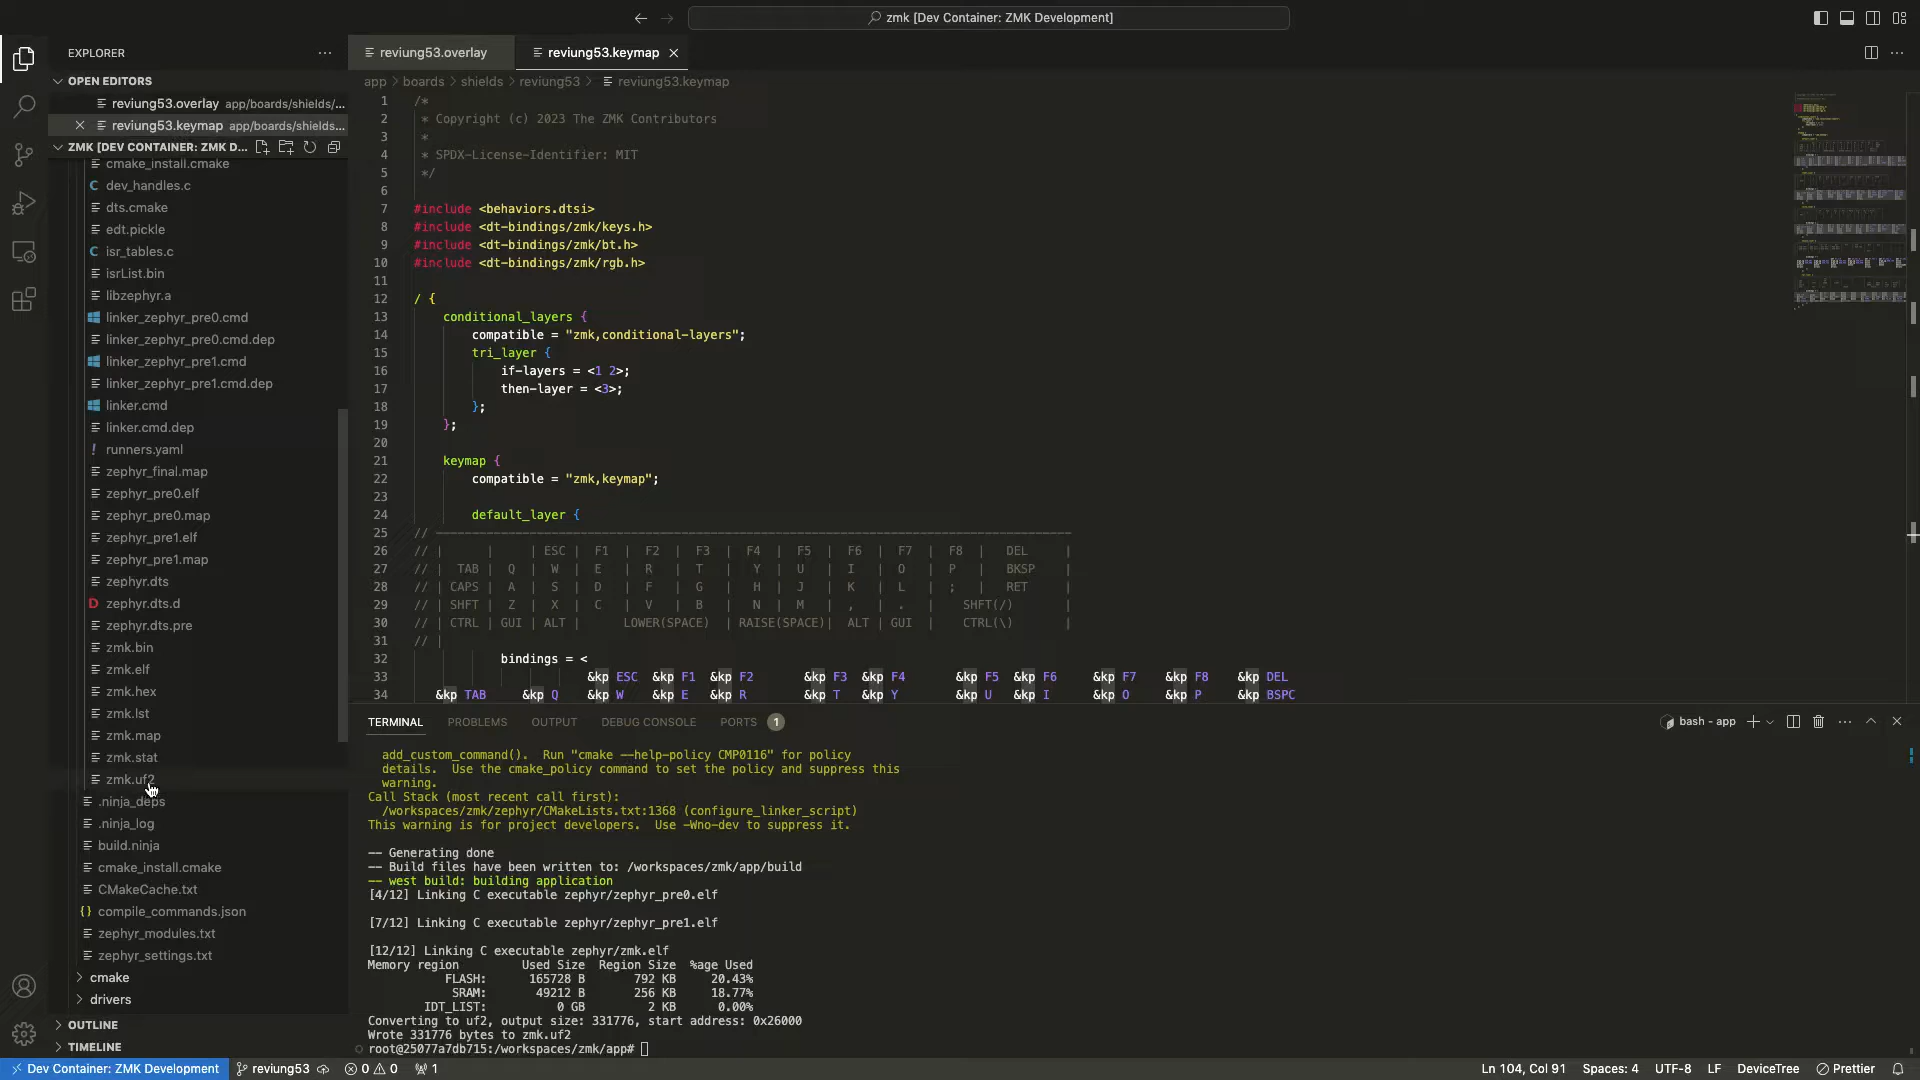 zmk [Dev Container: ZMK Development]
EXPLORER
OPEN EDITORS
reviung53.overlay app/boards/shields/...
reviung53.keymap app/boards/shields...
ZMK [DEV CONTAINER: ZMK D...
cmake_install.cmake
C dev_handles.c
dts.cmake
edt.pickle
C isr_tables.c
isrList.bin
libzephyr.a
linker_zephyr_pre0.cmd
linker_zephyr_pre0.cmd.dep
linker_zephyr_pre1.cmd
linker_zephyr_pre1.cmd.dep
linker.cmd
linker.cmd.dep
! runners.yaml
zephyr_final.map
zephyr_pre0.elf
zephyr_pre0.map
zephyr_pre1.elf
zephyr_pre1.map
zephyr.dts
D zephyr.dts.d
zephyr.dts.pre
zmk.bin
zmk.elf
zmk.hex
zmk.lst
zmk.map
zmk.stat
zmk.uf2
.ninja_deps
.ninja_log
build.ninja
cmake_install.cmake
CMakeCache.txt
{} compile_commands.json
zephyr_modules.txt
zephyr_settings.txt
cmake
drivers
OUTLINE
TIMELINE
reviung53.overlay
reviung53.keymap
app > boards > shields > reviung53 > reviung53.keymap
1 /*
2 * Copyright (c) 2023 The ZMK Contributors
3 *
4 * SPDX-License-Identifier: MIT
5 */
6
7 #include <behaviors.dtsi>
8 #include <dt-bindings/zmk/keys.h>
9 #include <dt-bindings/zmk/bt.h>
10 #include <dt-bindings/zmk/rgb.h>
11
12 / {
13 conditional_layers {
14 compatible = "zmk,conditional-layers";
15 tri_layer {
16 if-layers = <1 2>;
17 then-layer = <3>;
18 };
19 };
20
21 keymap {
22 compatible = "zmk,keymap";
23
24 default_layer {
25 // ----------------------------------------------------------------------------------------
26 // | | | ESC | F1 | F2 | F3 | F4 | F5 | F6 | F7 | F8 | DEL |
27 // | TAB | Q | W | E | R | T | Y | U | I | O | P | BKSP |
28 // | CAPS | A | S | D | F | G | H | J | K | L | ; | RET |
29 // | SHFT | Z | X | C | V | B | N | M | , | . | SHFT(/) |
30 // | CTRL | GUI | ALT | LOWER(SPACE) | RAISE(SPACE)| ALT | GUI | CTRL(\) |
31 // |
32 bindings = <
33 &kp ESC &kp F1 &kp F2 &kp F3 &kp F4 &kp F5 &kp F6 &kp F7 &kp F8 &kp DEL
34 &kp TAB &kp Q &kp W &kp E &kp R &kp T &kp Y &kp U &kp I &kp O &kp P &kp BSPC
TERMINAL PROBLEMS OUTPUT DEBUG CONSOLE PORTS 1
bash - app
add_custom_command(). Run "cmake --help-policy CMP0116" for policy
details. Use the cmake_policy command to set the policy and suppress this
warning.
Call Stack (most recent call first):
/workspaces/zmk/zephyr/CMakeLists.txt:1368 (configure_linker_script)
This warning is for project developers. Use -Wno-dev to suppress it.
-- Generating done
-- Build files have been written to: /workspaces/zmk/app/build
-- west build: building application
[4/12] Linking C executable zephyr/zephyr_pre0.elf
[7/12] Linking C executable zephyr/zephyr_pre1.elf
[12/12] Linking C executable zephyr/zmk.elf
Memory region Used Size Region Size %age Used
FLASH: 165728 B 792 KB 20.43%
SRAM: 49212 B 256 KB 18.77%
IDT_LIST: 0 GB 2 KB 0.00%
Converting to uf2, output size: 331776, start address: 0x26000
Wrote 331776 bytes to zmk.uf2
root@25077a7db715:/workspaces/zmk/app#
Dev Container: ZMK Development reviung53 0 0 1 Ln 104, Col 91 Spaces: 4 UTF-8 LF DeviceTree Prettier